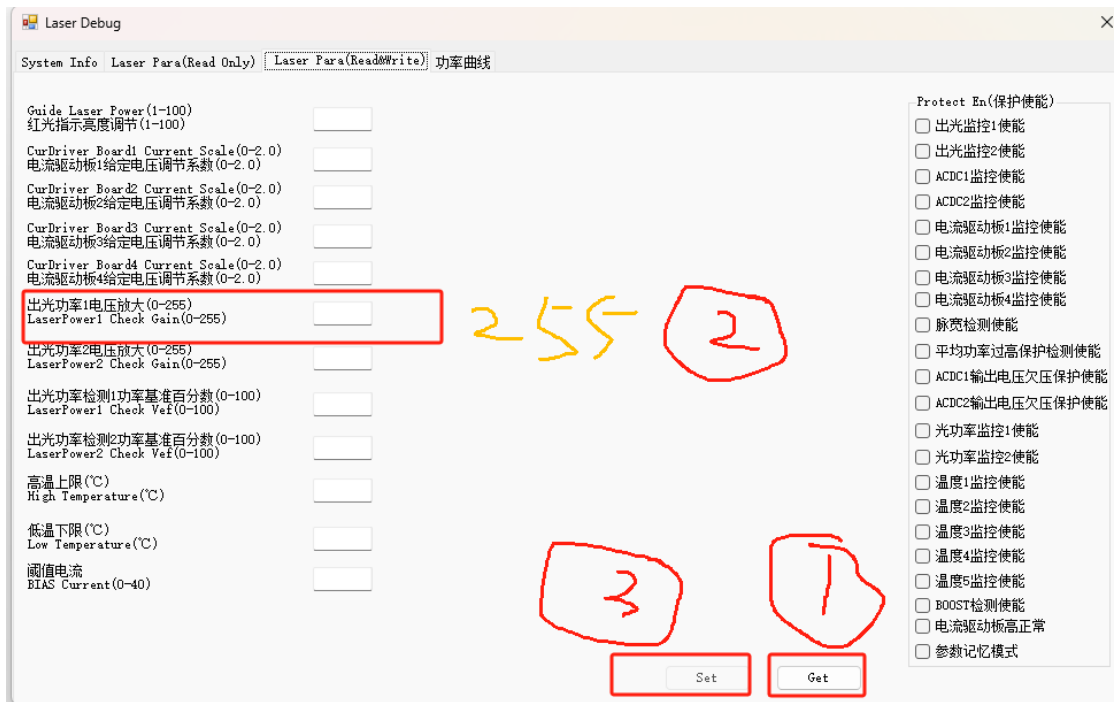 Laser Debug
System Info Laser Para(Read Only) Laser Para(Read&Write) 功率曲线
Guide Laser Power(1-100)
红光指示亮度调节(1-100)
CurDriver Board1 Current Scale(0-2.0)
电流驱动板1给定电压调节系数(0-2.0)
CurDriver Board2 Current Scale(0-2.0)
电流驱动板2给定电压调节系数(0-2.0)
CurDriver Board3 Current Scale(0-2.0)
电流驱动板3给定电压调节系数(0-2.0)
CurDriver Board4 Current Scale(0-2.0)
电流驱动板4给定电压调节系数(0-2.0)
出光功率1电压放大(0-255)
LaserPower1 Check Gain(0-255)
255 2
出光功率2电压放大(0-255)
LaserPower2 Check Gain(0-255)
出光功率检测1功率基准百分数(0-100)
LaserPower1 Check Vef(0-100)
出光功率检测2功率基准百分数(0-100)
LaserPower2 Check Vef(0-100)
高温上限(℃)
High Temperature(℃)
低温下限(℃)
Low Temperature(℃)
阈值电流
BIAS Current(0-40)
3 1
Set Get
Protect En(保护使能)
出光监控1使能
出光监控2使能
ACDC1监控使能
ACDC2监控使能
电流驱动板1监控使能
电流驱动板2监控使能
电流驱动板3监控使能
电流驱动板4监控使能
脉宽检测使能
平均功率过高保护检测使能
ACDC1输出电压欠压保护使能
ACDC2输出电压欠压保护使能
光功率监控1使能
光功率监控2使能
温度1监控使能
温度2监控使能
温度3监控使能
温度4监控使能
温度5监控使能
BOOST检测使能
电流驱动板高正常
参数记忆模式